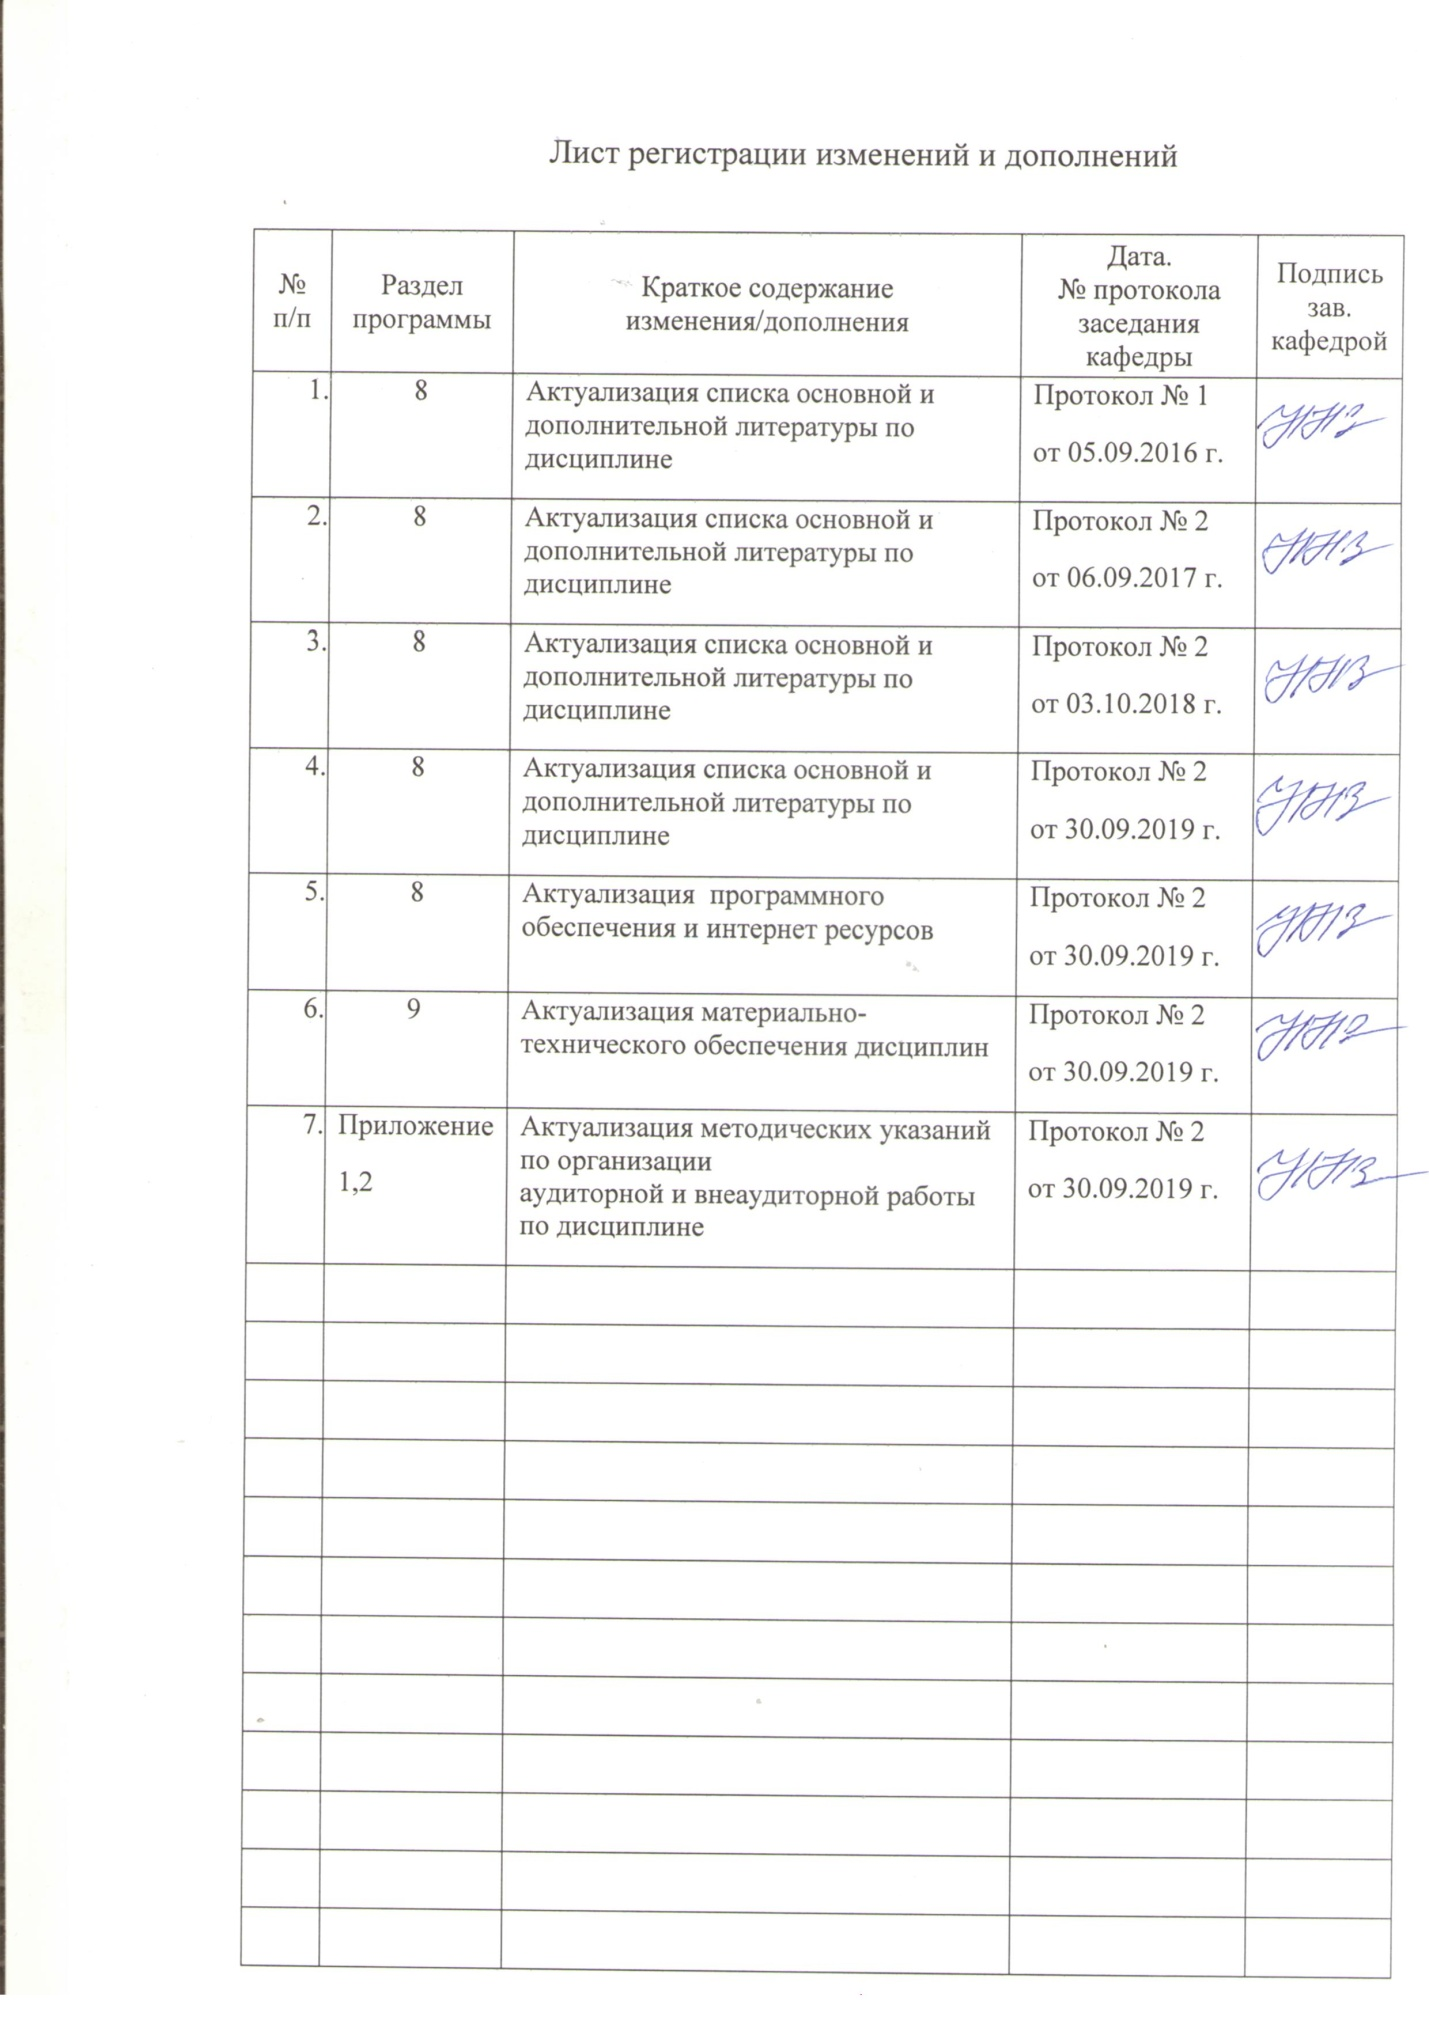 Лист регистрации изменений и дополнений
№
п/п
Раздел
программы
Краткое содержание
изменения/дополнения
Дата.
№ протокола
заседания
кафедры
Подпись
зав.
кафедрой
1.
8
Актуализация списка основной и
дополнительной литературы по
дисциплине
Протокол № 1
от 05.09.2016 г.
2.
8
Актуализация списка основной и
дополнительной литературы по
дисциплине
Протокол № 2
от 06.09.2017 г.
3.
8
Актуализация списка основной и
дополнительной литературы по
дисциплине
Протокол № 2
от 03.10.2018 г.
4.
8
Актуализация списка основной и
дополнительной литературы по
дисциплине
Протокол № 2
от 30.09.2019 г.
5.
8
Актуализация программного
обеспечения и интернет ресурсов
Протокол № 2
от 30.09.2019 г.
6.
9
Актуализация материально-
технического обеспечения дисциплин
Протокол № 2
от 30.09.2019 г.
7.
Приложение
1,2
Актуализация методических указаний
по организации
аудиторной и внеаудиторной работы
по дисциплине
Протокол № 2
от 30.09.2019 г.